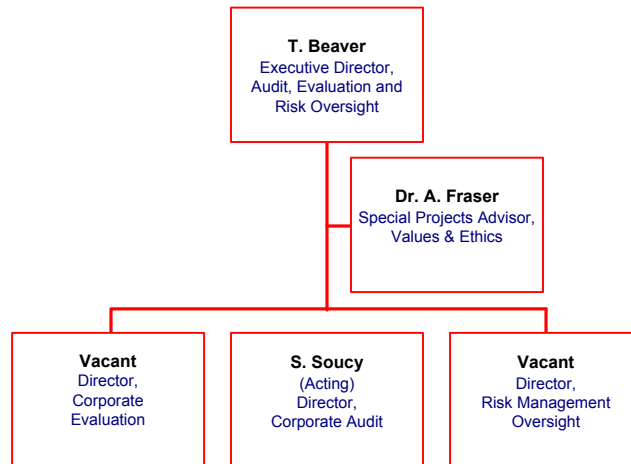 T. Beaver
Executive Director,
Audit, Evaluation and
Risk Oversight
Dr. A. Fraser
Special Projects Advisor,
Values & Ethics
Vacant
Director,
Corporate
Evaluation
S. Soucy
(Acting)
Director,
Corporate Audit
Vacant
Director,
Risk Management
Oversight